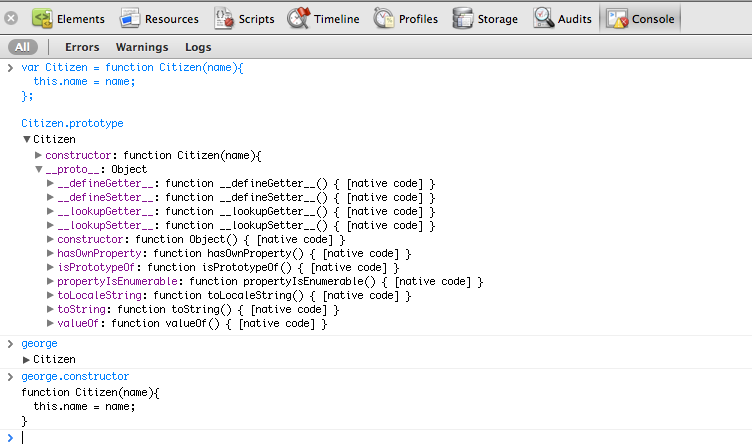 Elements Resources Scripts Timeline Profiles Storage Audits Console
All Errors Warnings Logs
> var Citizen = function Citizen(name){
this.name = name;
};
Citizen.prototype
▼Citizen
▶constructor: function Citizen(name){
▼__proto__: Object
▶__defineGetter__: function __defineGetter__() { [native code] }
▶__defineSetter__: function __defineSetter__() { [native code] }
▶__lookupGetter__: function __lookupGetter__() { [native code] }
▶__lookupSetter__: function __lookupSetter__() { [native code] }
▶constructor: function Object() { [native code] }
▶hasOwnProperty: function hasOwnProperty() { [native code] }
▶isPrototypeOf: function isPrototypeOf() { [native code] }
▶propertyIsEnumerable: function propertyIsEnumerable() { [native code] }
▶toLocaleString: function toLocaleString() { [native code] }
▶toString: function toString() { [native code] }
▶valueOf: function valueOf() { [native code] }
> george
▶Citizen
> george.constructor
function Citizen(name){
this.name = name;
}
>